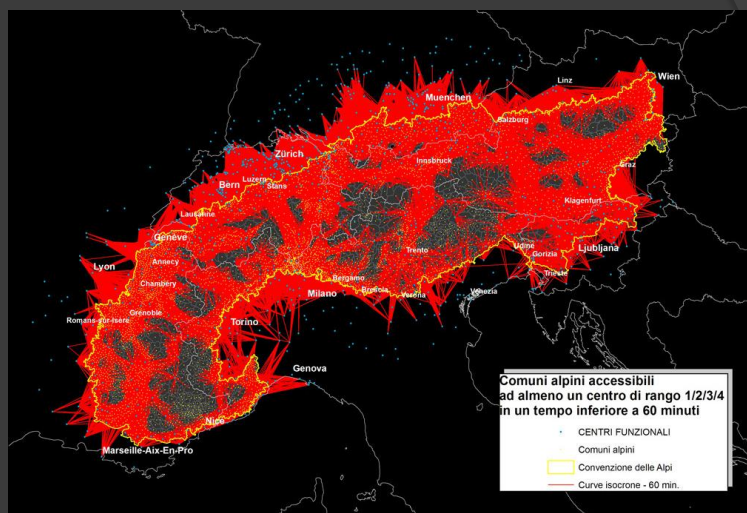 Linz
Wien
Muenchen
Salzburg
Zürich
Innsbruck
Graz
Luzern
Bern
Stans
Klagenfurt
Lausanne
Genève
Trento
Udine
Ljubljana
Gorizia
Lyon
Annecy
Trieste
Chambéry
Bergamo
Milano
Brescia
Verona
Venezia
Grenoble
Romans-sur-Isère
Torino
Genova
Nice
Marseille-Aix-En-Pro
Comuni alpini accessibili
ad almeno un centro di rango 1/2/3/4
in un tempo inferiore a 60 minuti
CENTRI FUNZIONALI
Comuni alpini
Convenzione delle Alpi
Curve isocrone - 60 min.